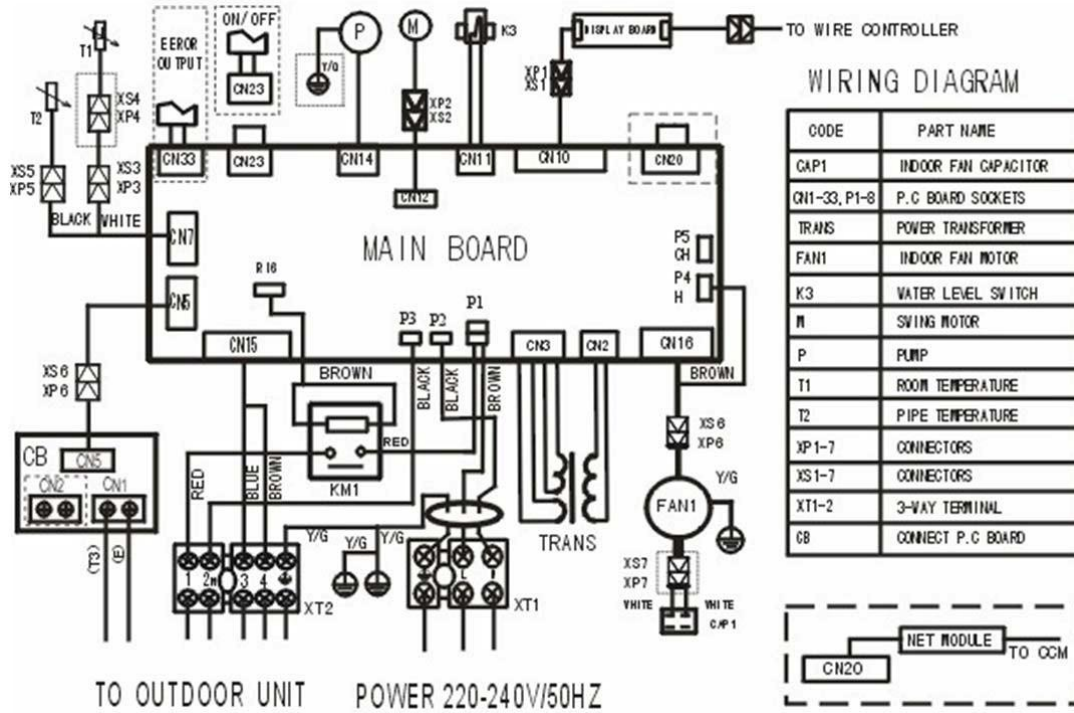 ON/OFF
EEROR
OUTPUT
CN23
T1
XS4
XP4
T2
XS5
XP5
XS3
XP3
BLACK
WHITE
Y/G
P
M
XP2
XS2
K3
XP1
XS1
DISPLAY BOARD
TO WIRE CONTROLLER
CN33
CN23
CN14
CN12
CN11
CN10
CN20
CN7
CN5
MAIN BOARD
R16
P3
P2
P1
P5
CH
P4
H
CN15
CN3
CN2
CN16
BROWN
BLACK
BLACK
BROWN
BROWN
XS6
XP6
CB
CN5
CN2
CN1
(T3)
(E)
RED
BLUE
BROWN
RED
KM1
Y/G
Y/G
1
2
3
4
XT2
L
XT1
TRANS
XS6
XP6
Y/G
FAN1
XS7
XP7
WHITE
WHITE
CAP1
TO OUTDOOR UNIT
POWER 220-240V/50HZ
WIRING DIAGRAM
CODE PART NAME
CAP1 INDOOR FAN CAPACITOR
CN1-33,P1-8 P.C BOARD SOCKETS
TRANS POWER TRANSFORMER
FAN1 INDOOR FAN MOTOR
K3 WATER LEVEL SWITCH
M SWING MOTOR
P PUMP
T1 ROOM TEMPERATURE
T2 PIPE TEMPERATURE
XP1-7 CONNECTORS
XS1-7 CONNECTORS
XT1-2 3-WAY TERMINAL
CB CONNECT P.C BOARD
NET MODULE
TO CCM
CN20